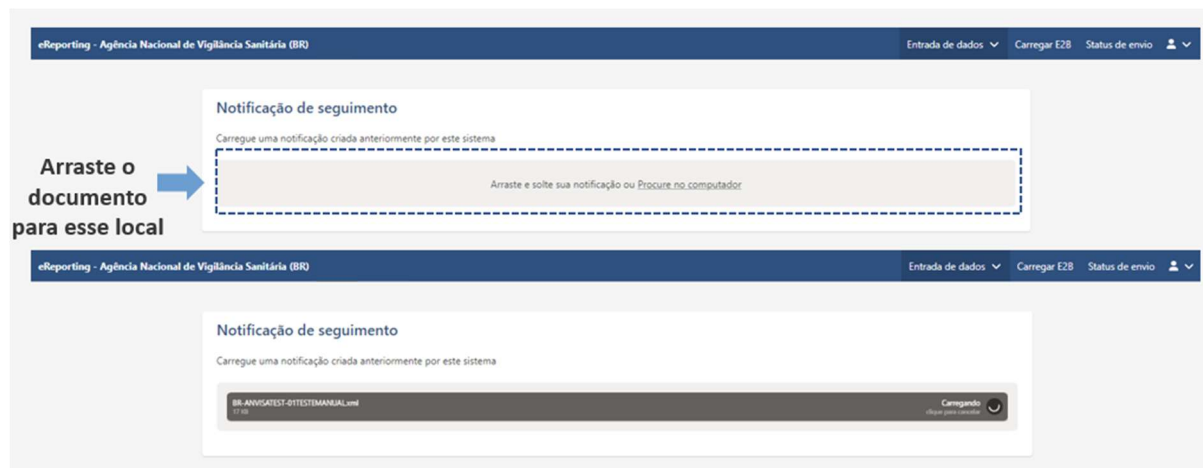 eReporting - Agência Nacional de Vigilância Sanitária (BR)
Entrada de dados Carregar E2B Status de envio
Notificação de seguimento
Carregue uma notificação criada anteriormente por este sistema
Arraste e solte sua notificação ou Procure no computador
Arraste o
documento
para esse local
eReporting - Agência Nacional de Vigilância Sanitária (BR)
Entrada de dados Carregar E2B Status de envio
Notificação de seguimento
Carregue uma notificação criada anteriormente por este sistema
BR-ANVISATEST-01TESTEMANUAL.xml
17 KB
Carregando
clique para cancelar